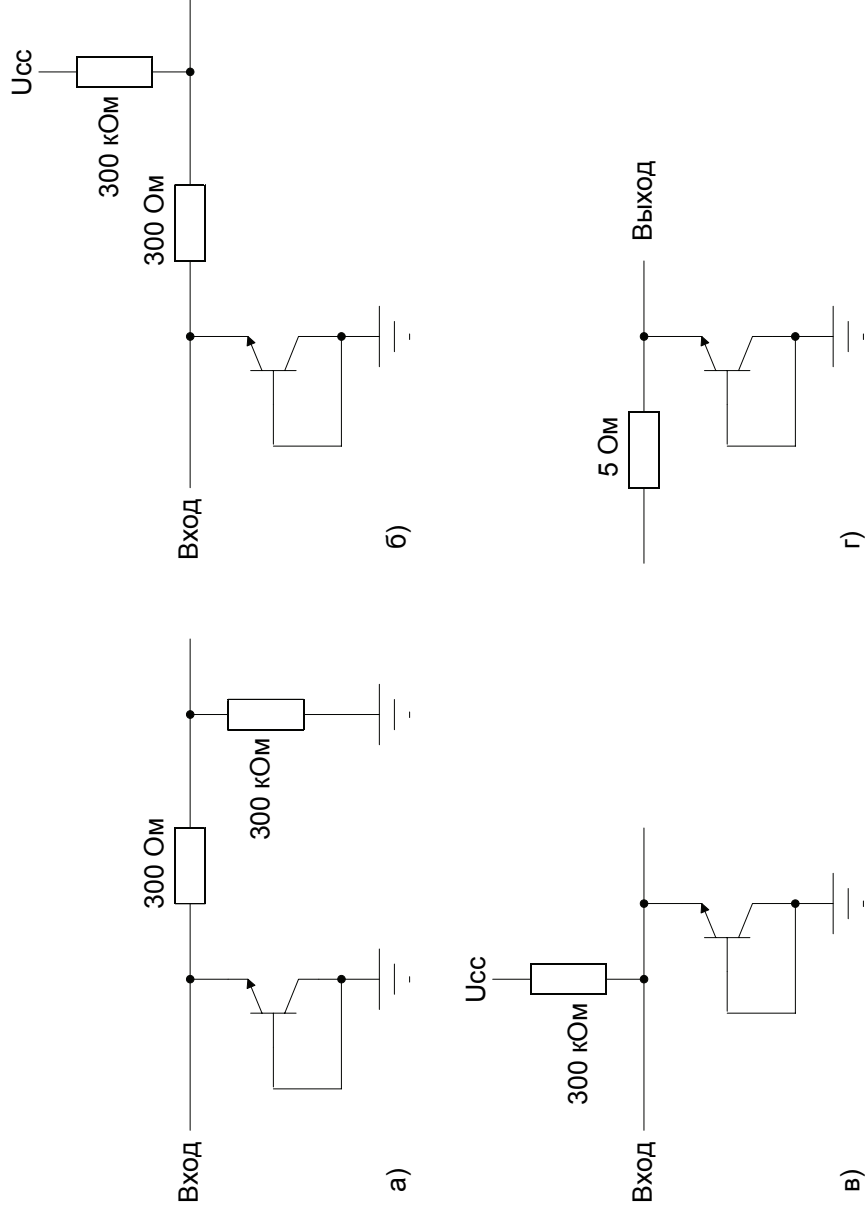 Вход
300 Ом
300 кОм
а)
Вход
300 Ом
300 кОм
Ucc
б)
Вход
300 кОм
Ucc
в)
5 Ом
Выход
г)